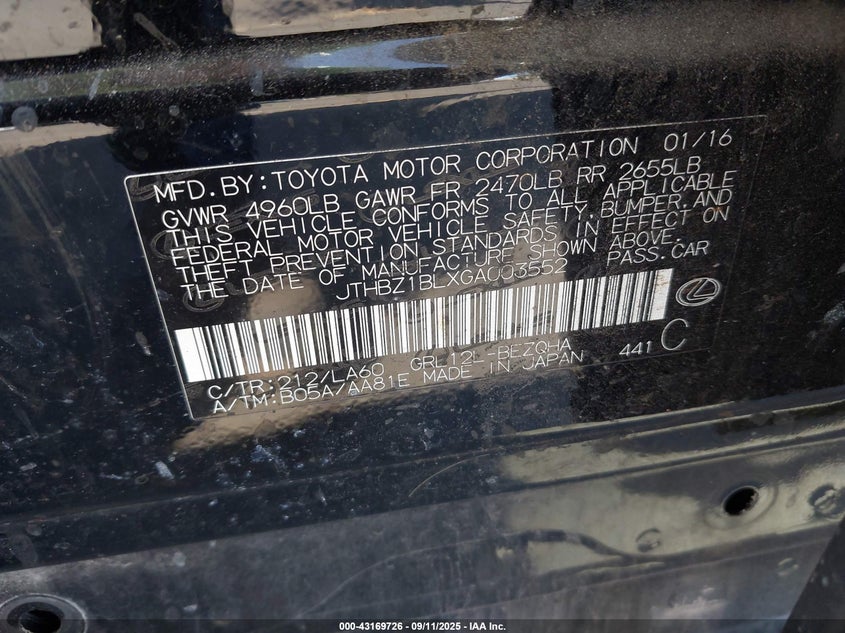 MFD.BY:TOYOTA MOTOR CORPORATION 01/16
GVWR 4960LB GAWR FR 2470LB RR 2655LB
THIS VEHICLE CONFORMS TO ALL APPLICABLE
FEDERAL MOTOR VEHICLE SAFETY,BUMPER,AND
THEFT PREVENTION STANDARDS IN EFFECT ON
THE DATE OF MANUFACTURE SHOWN ABOVE.
JTHBZ1BLXGA003552 PASS.CAR
C/TR:212/LA60 441 C
A/TM:B05A/AA81E MADE IN JAPAN
000-43169726 - 09/11/2025 - IAA Inc.